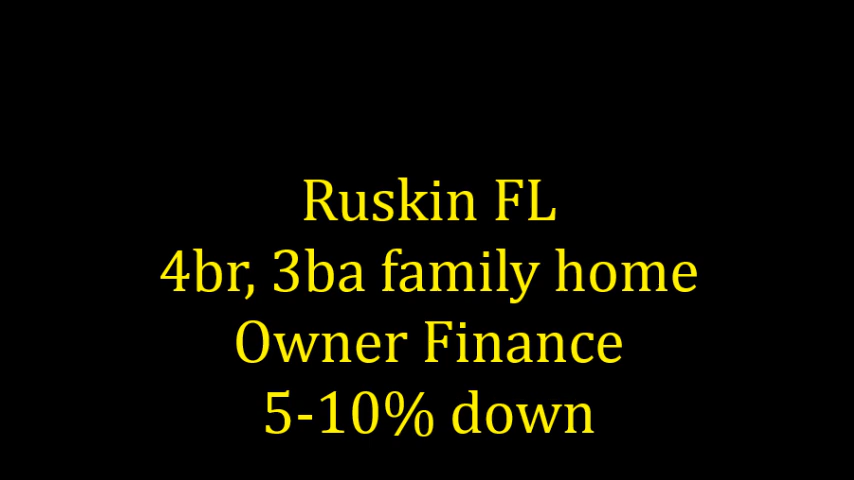 Ruskin FL
4br, 3ba family home
Owner Finance
5-10% down